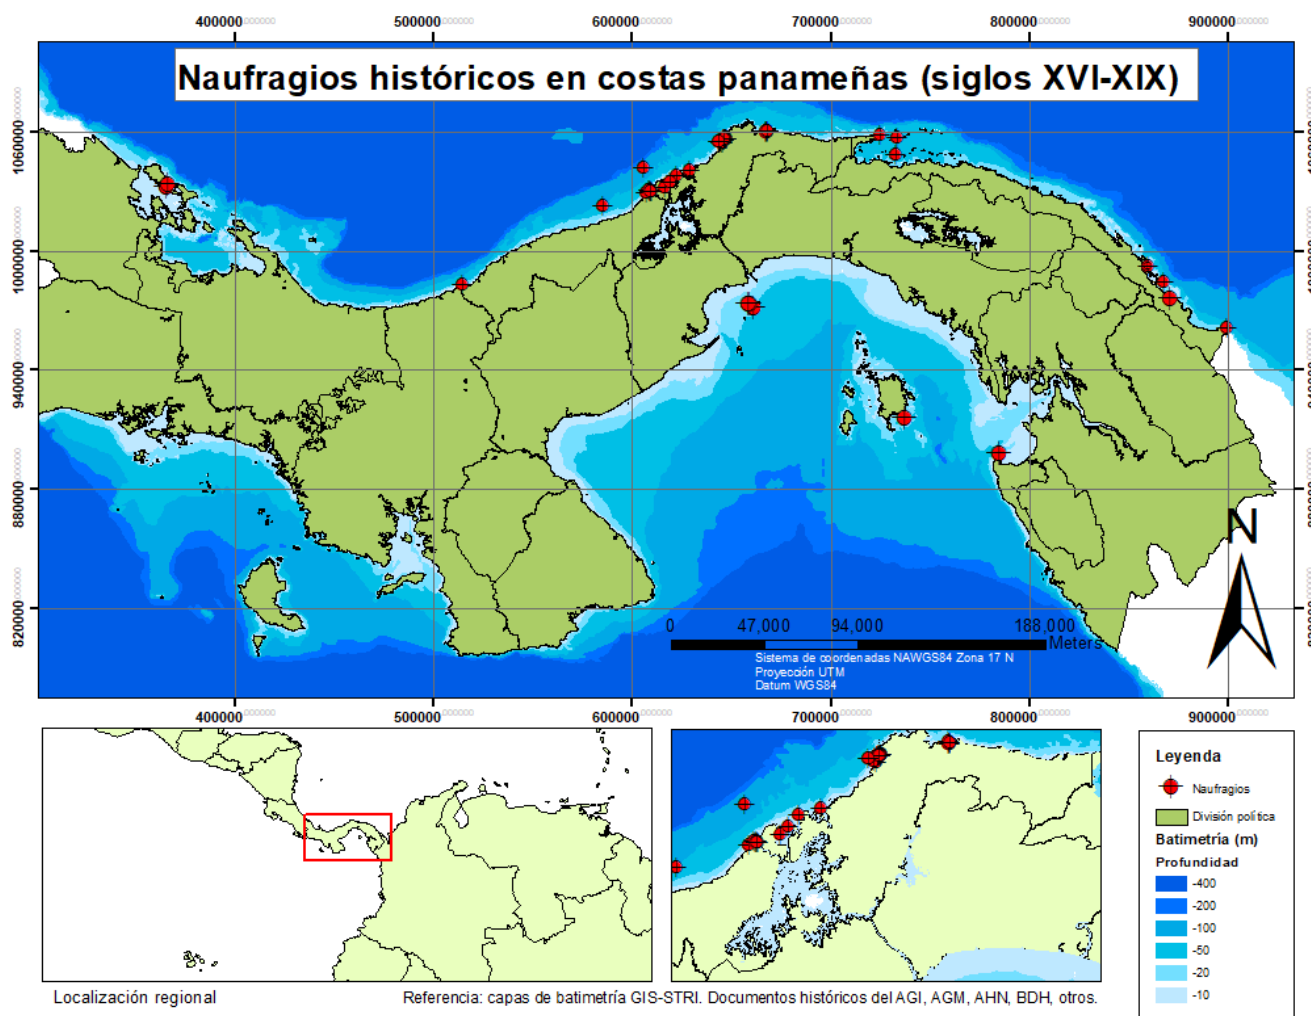 400000 500000 600000 700000 800000 900000
Naufragios históricos en costas panameñas (siglos XVI-XIX)
1060000
1000000
940000
880000
820000
N
0 47,000 94,000 188,000
Meters
Sistema de coordenadas NAWGS84 Zona 17 N
Proyección UTM
Datum WGS84
400000 500000 600000 700000 800000 900000
Leyenda
Naufragios
División política
Batimetría (m)
Profundidad
-400
-200
-100
-50
-20
-10
Localización regional
Referencia: capas de batimetría GIS-STRI. Documentos históricos del AGI, AGM, AHN, BDH, otros.